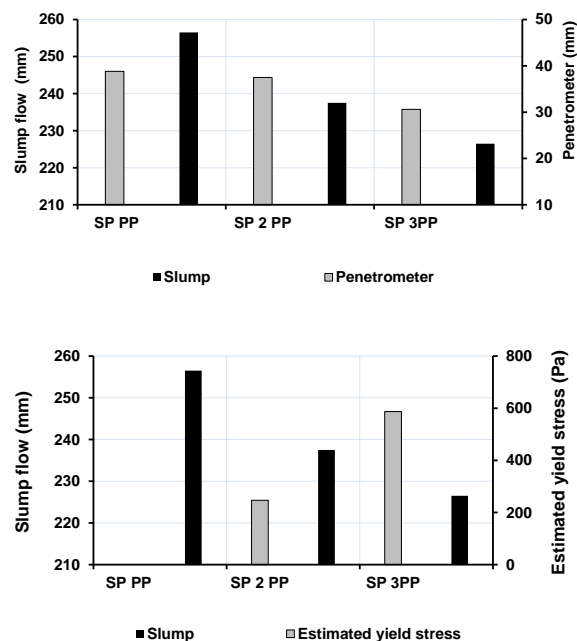 Slump flow (mm)
260
250
240
230
220
210
50
40
30
20
10
Penetrometer (mm)
SP PP
SP 2 PP
SP 3PP
Slump
Penetrometer
Slump flow (mm)
260
250
240
230
220
210
800
600
400
200
0
Estimated yield stress (Pa)
SP PP
SP 2 PP
SP 3PP
Slump
Estimated yield stress